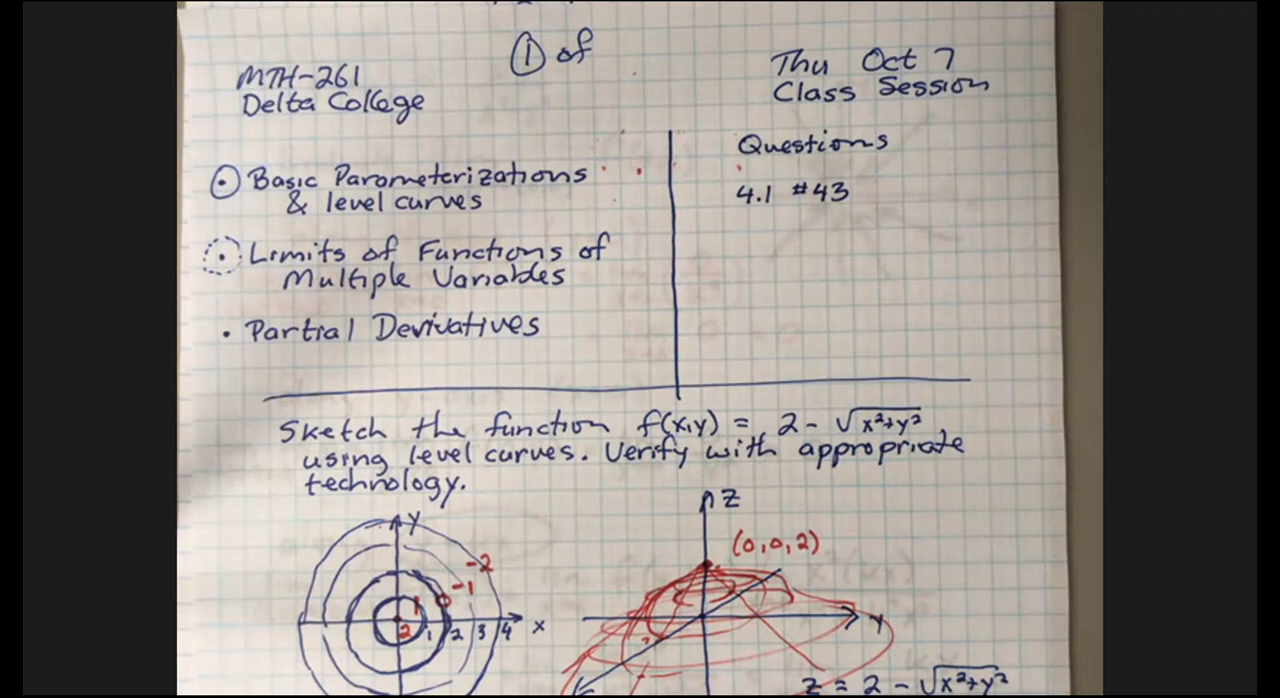 ① of
MTH-261
Delta College
Thu Oct 7
Class Session
• Basic Parameterizations
& level curves
• Limits of Functions of
Multiple Variables
• Partial Derivatives
Questions
4.1 #43
Sketch the function f(x,y) = 2 - √x²+y²
using level curves. Verify with appropriate
technology.
y
-2
-1
0
1
2
1 2 3 4 x
z
(0,0,2)
y
z = 2 - √x²+y²